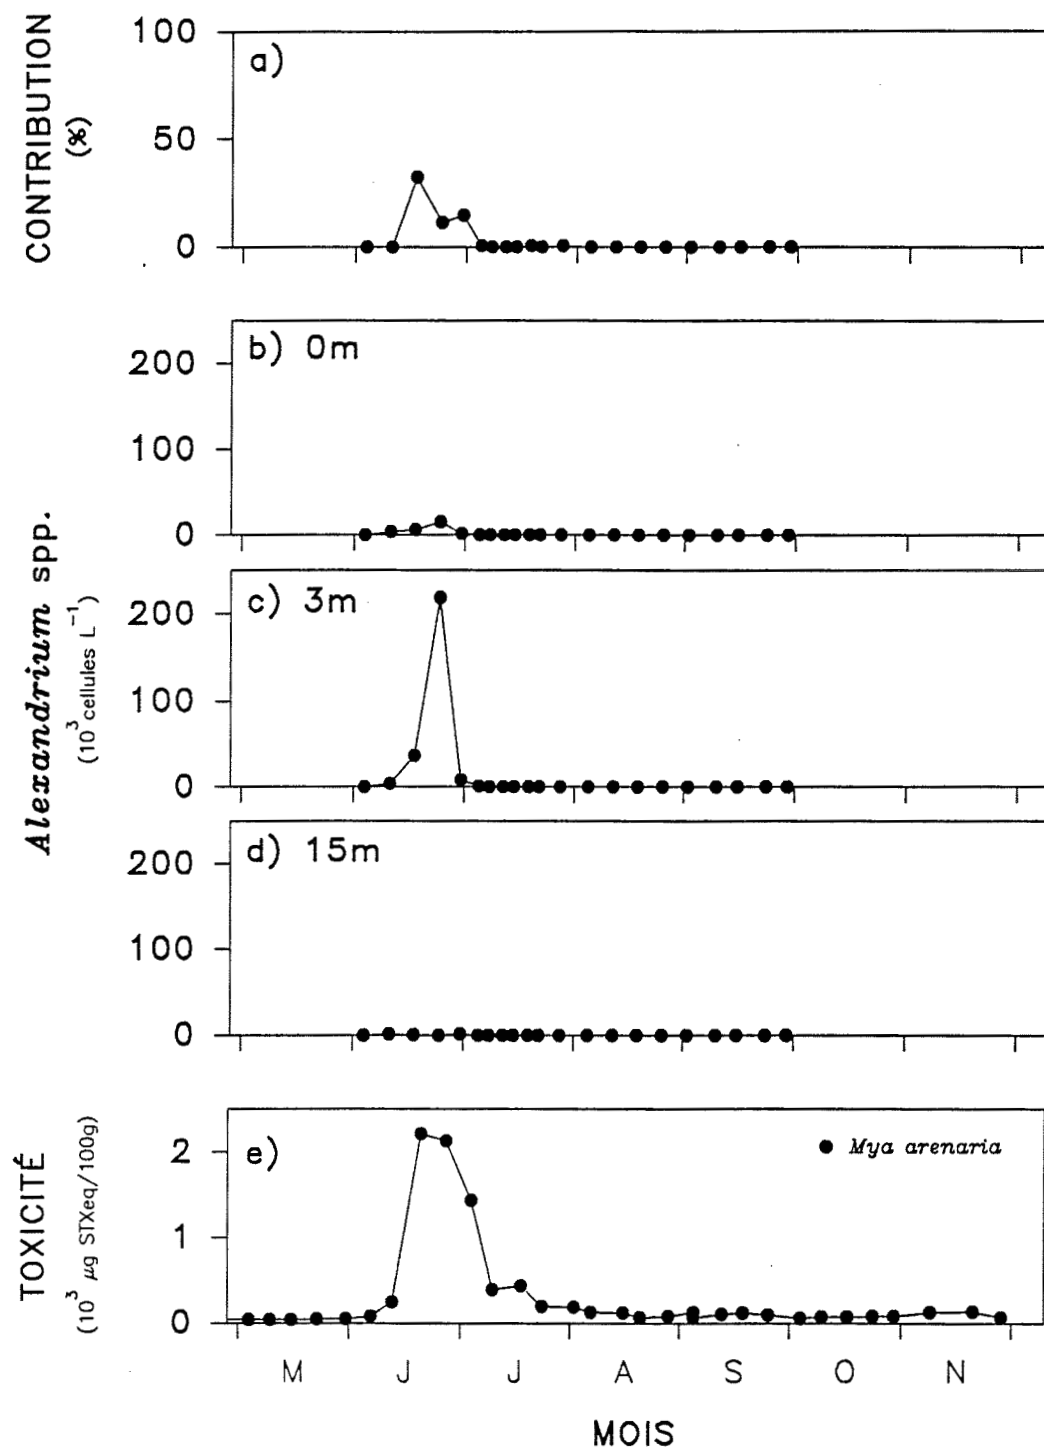 CONTRIBUTION
(%)
100
50
0
a)
Alexandrium spp.
(10³ cellules L⁻¹)
b) 0m
200
100
0
c) 3m
200
100
0
d) 15m
200
100
0
TOXICITÉ
(10³ µg STXeq/100g)
e)
Mya arenaria
2
1
0
M J J A S O N
MOIS